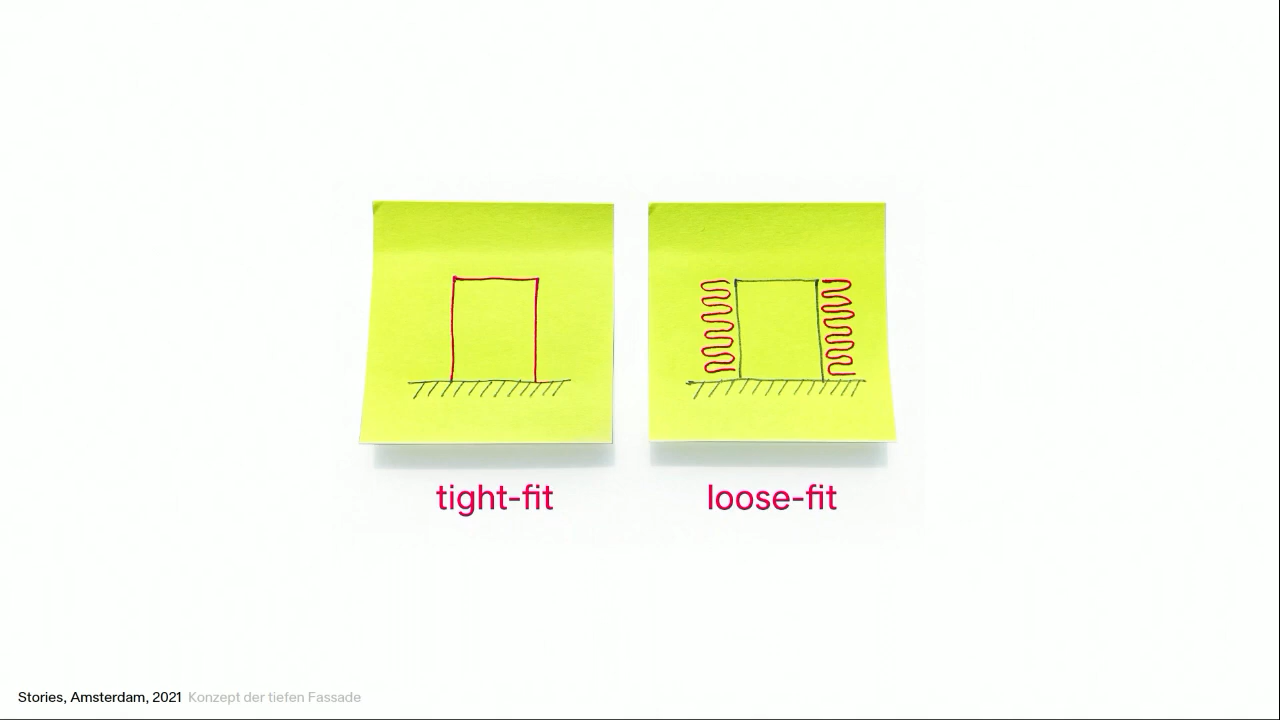 tight-fit
loose-fit
Stories, Amsterdam, 2021 Konzept der tiefen Fassade